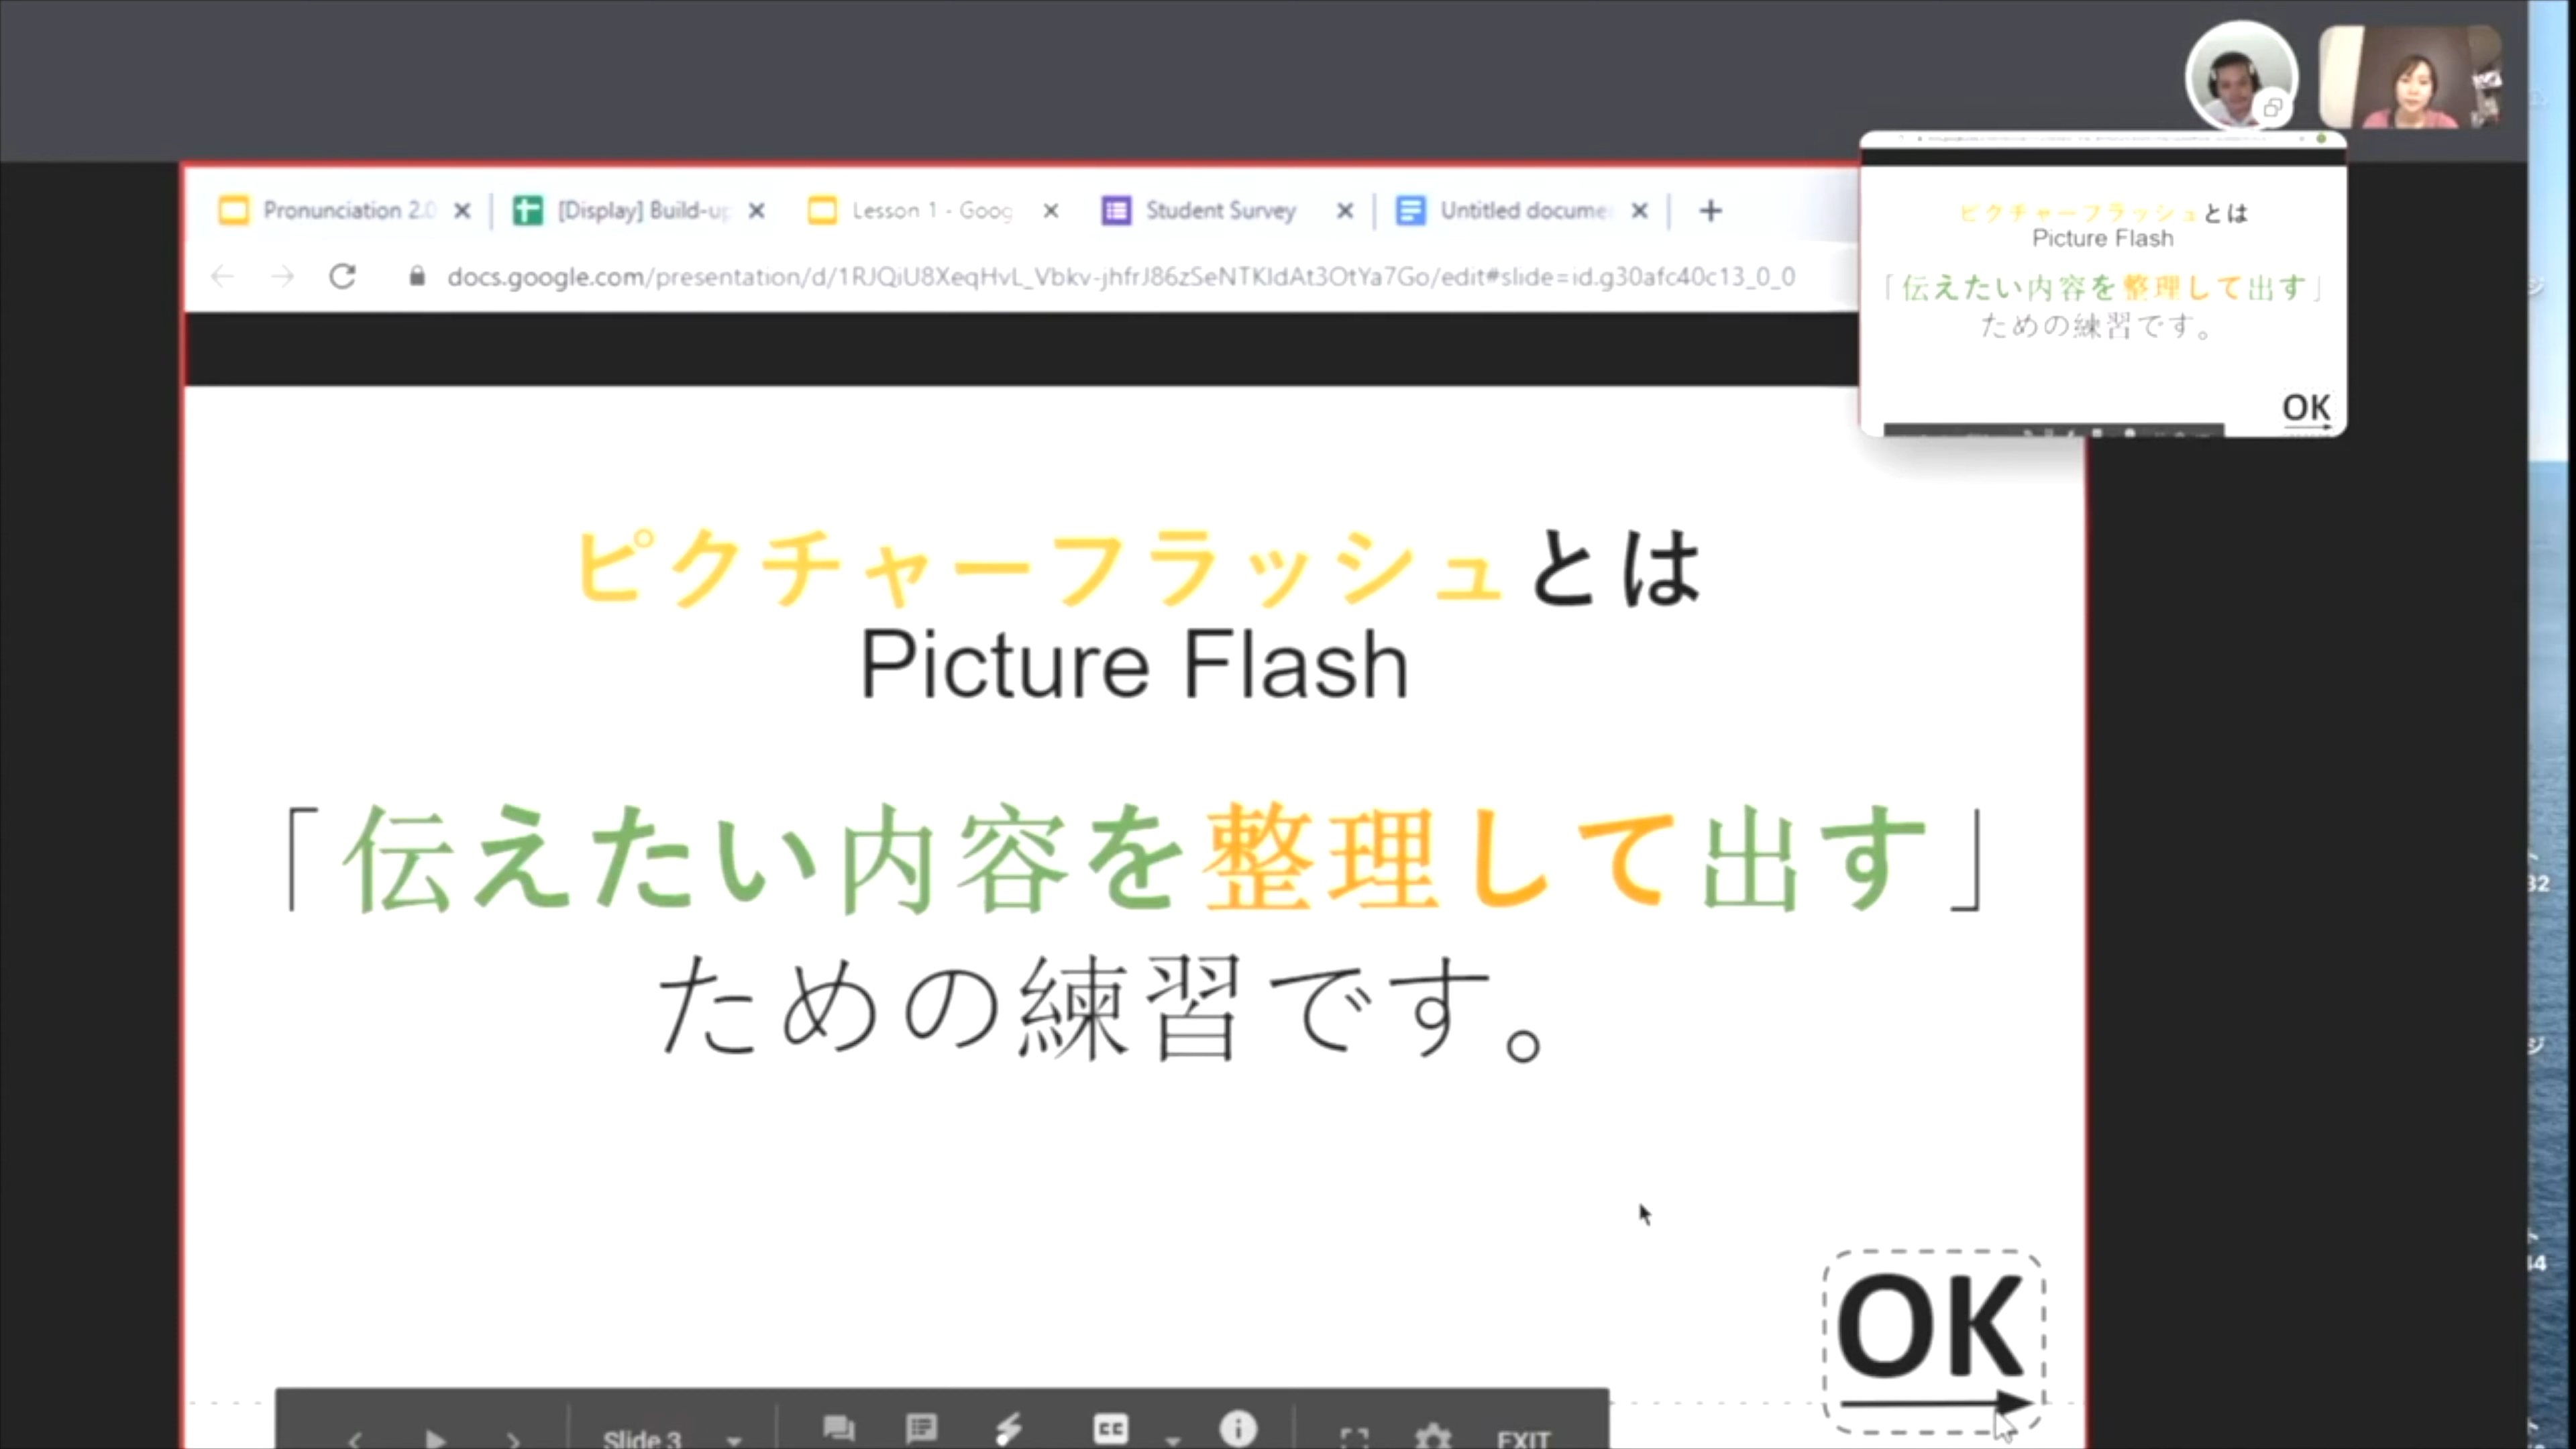 Pronunciation 2.0
[Display] Build-up
Lesson 1 - Goog
Student Survey
Untitled docume
docs.google.com/presentation/d/1RJQiU8XeqHvL_Vbkv-jhfrJ86zSeNTKIdAt3OtYa7Go/edit#slide=id.g30afc40c13_0_0
ピクチャーフラッシュとは
Picture Flash
「伝えたい内容を整理して出す」
ための練習です。
OK
ピクチャーフラッシュとは
Picture Flash
「伝えたい内容を整理して出す」
ための練習です。
OK
Slide 3
CC
EXIT